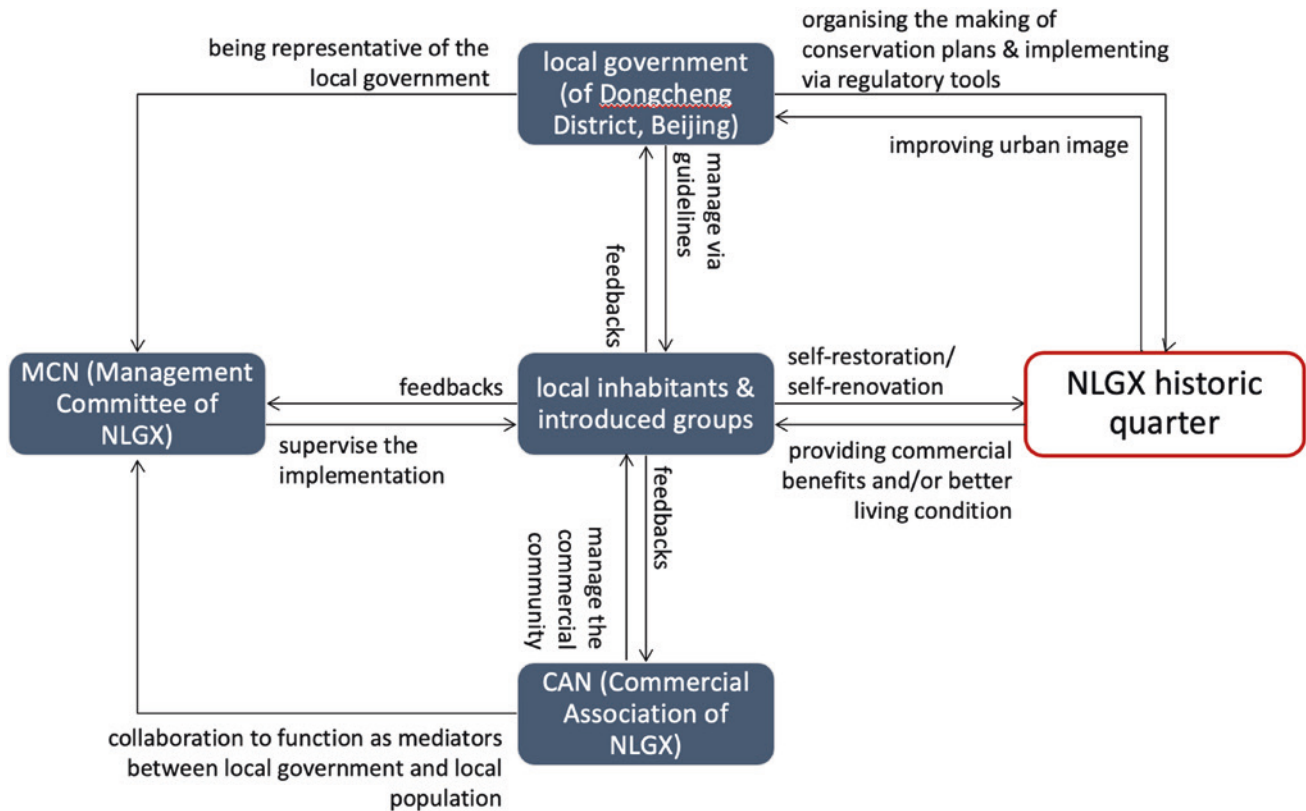 being representative of the
local government
local government
(of Dongcheng
District, Beijing)
organising the making of
conservation plans & implementing
via regulatory tools
improving urban image
manage via
guidelines
feedbacks
MCN (Management
Committee of
NLGX)
feedbacks
supervise the
implementation
local inhabitants &
introduced groups
self-restoration/
self-renovation
providing commercial
benefits and/or better
living condition
NLGX historic
quarter
feedbacks
manage the
commercial
community
CAN (Commercial
Association of
NLGX)
collaboration to function as mediators
between local government and local
population